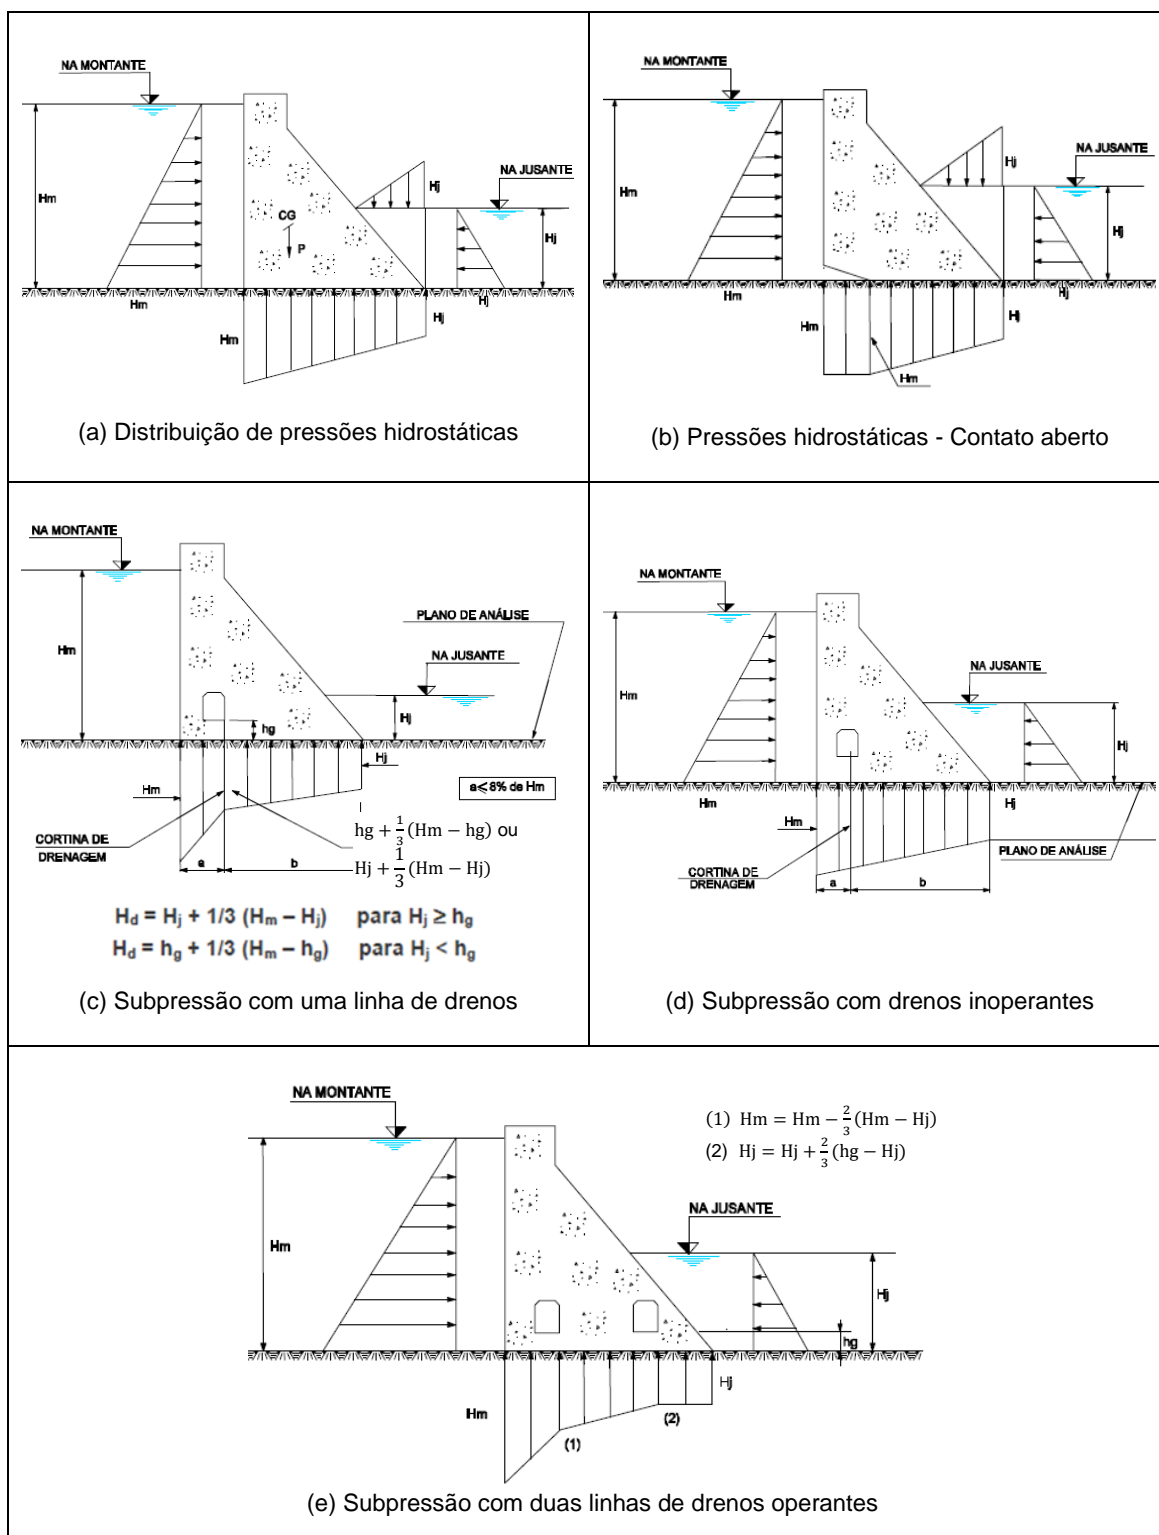 NA MONTANTE
Hm
CG
P
Hj
NA JUSANTE
Hj
Hm
Hm
Hj
Hj
(a) Distribuição de pressões hidrostáticas
NA MONTANTE
Hm
Hj
NA JUSANTE
Hj
Hm
Hm
Hj
Hj
Hm
(b) Pressões hidrostáticas - Contato aberto
NA MONTANTE
Hm
PLANO DE ANÁLISE
NA JUSANTE
Hj
hg
Hm
Hj
a⩽8% de Hm
CORTINA DE
DRENAGEM
a
b
hg + 1/3 (Hm − hg) ou
Hj + 1/3 (Hm − Hj)
Hd = Hj + 1/3 (Hm – Hj) para Hj ≥ hg
Hd = hg + 1/3 (Hm – hg) para Hj < hg
(c) Subpressão com uma linha de drenos
NA MONTANTE
Hm
NA JUSANTE
Hj
Hm
Hj
Hm
CORTINA DE
DRENAGEM
a
b
PLANO DE ANÁLISE
(d) Subpressão com drenos inoperantes
NA MONTANTE
(1) Hm = Hm − 2/3 (Hm − Hj)
(2) Hj = Hj + 2/3 (hg − Hj)
NA JUSANTE
Hm
Hj
hg
Hj
Hm
(1)
(2)
(e) Subpressão com duas linhas de drenos operantes